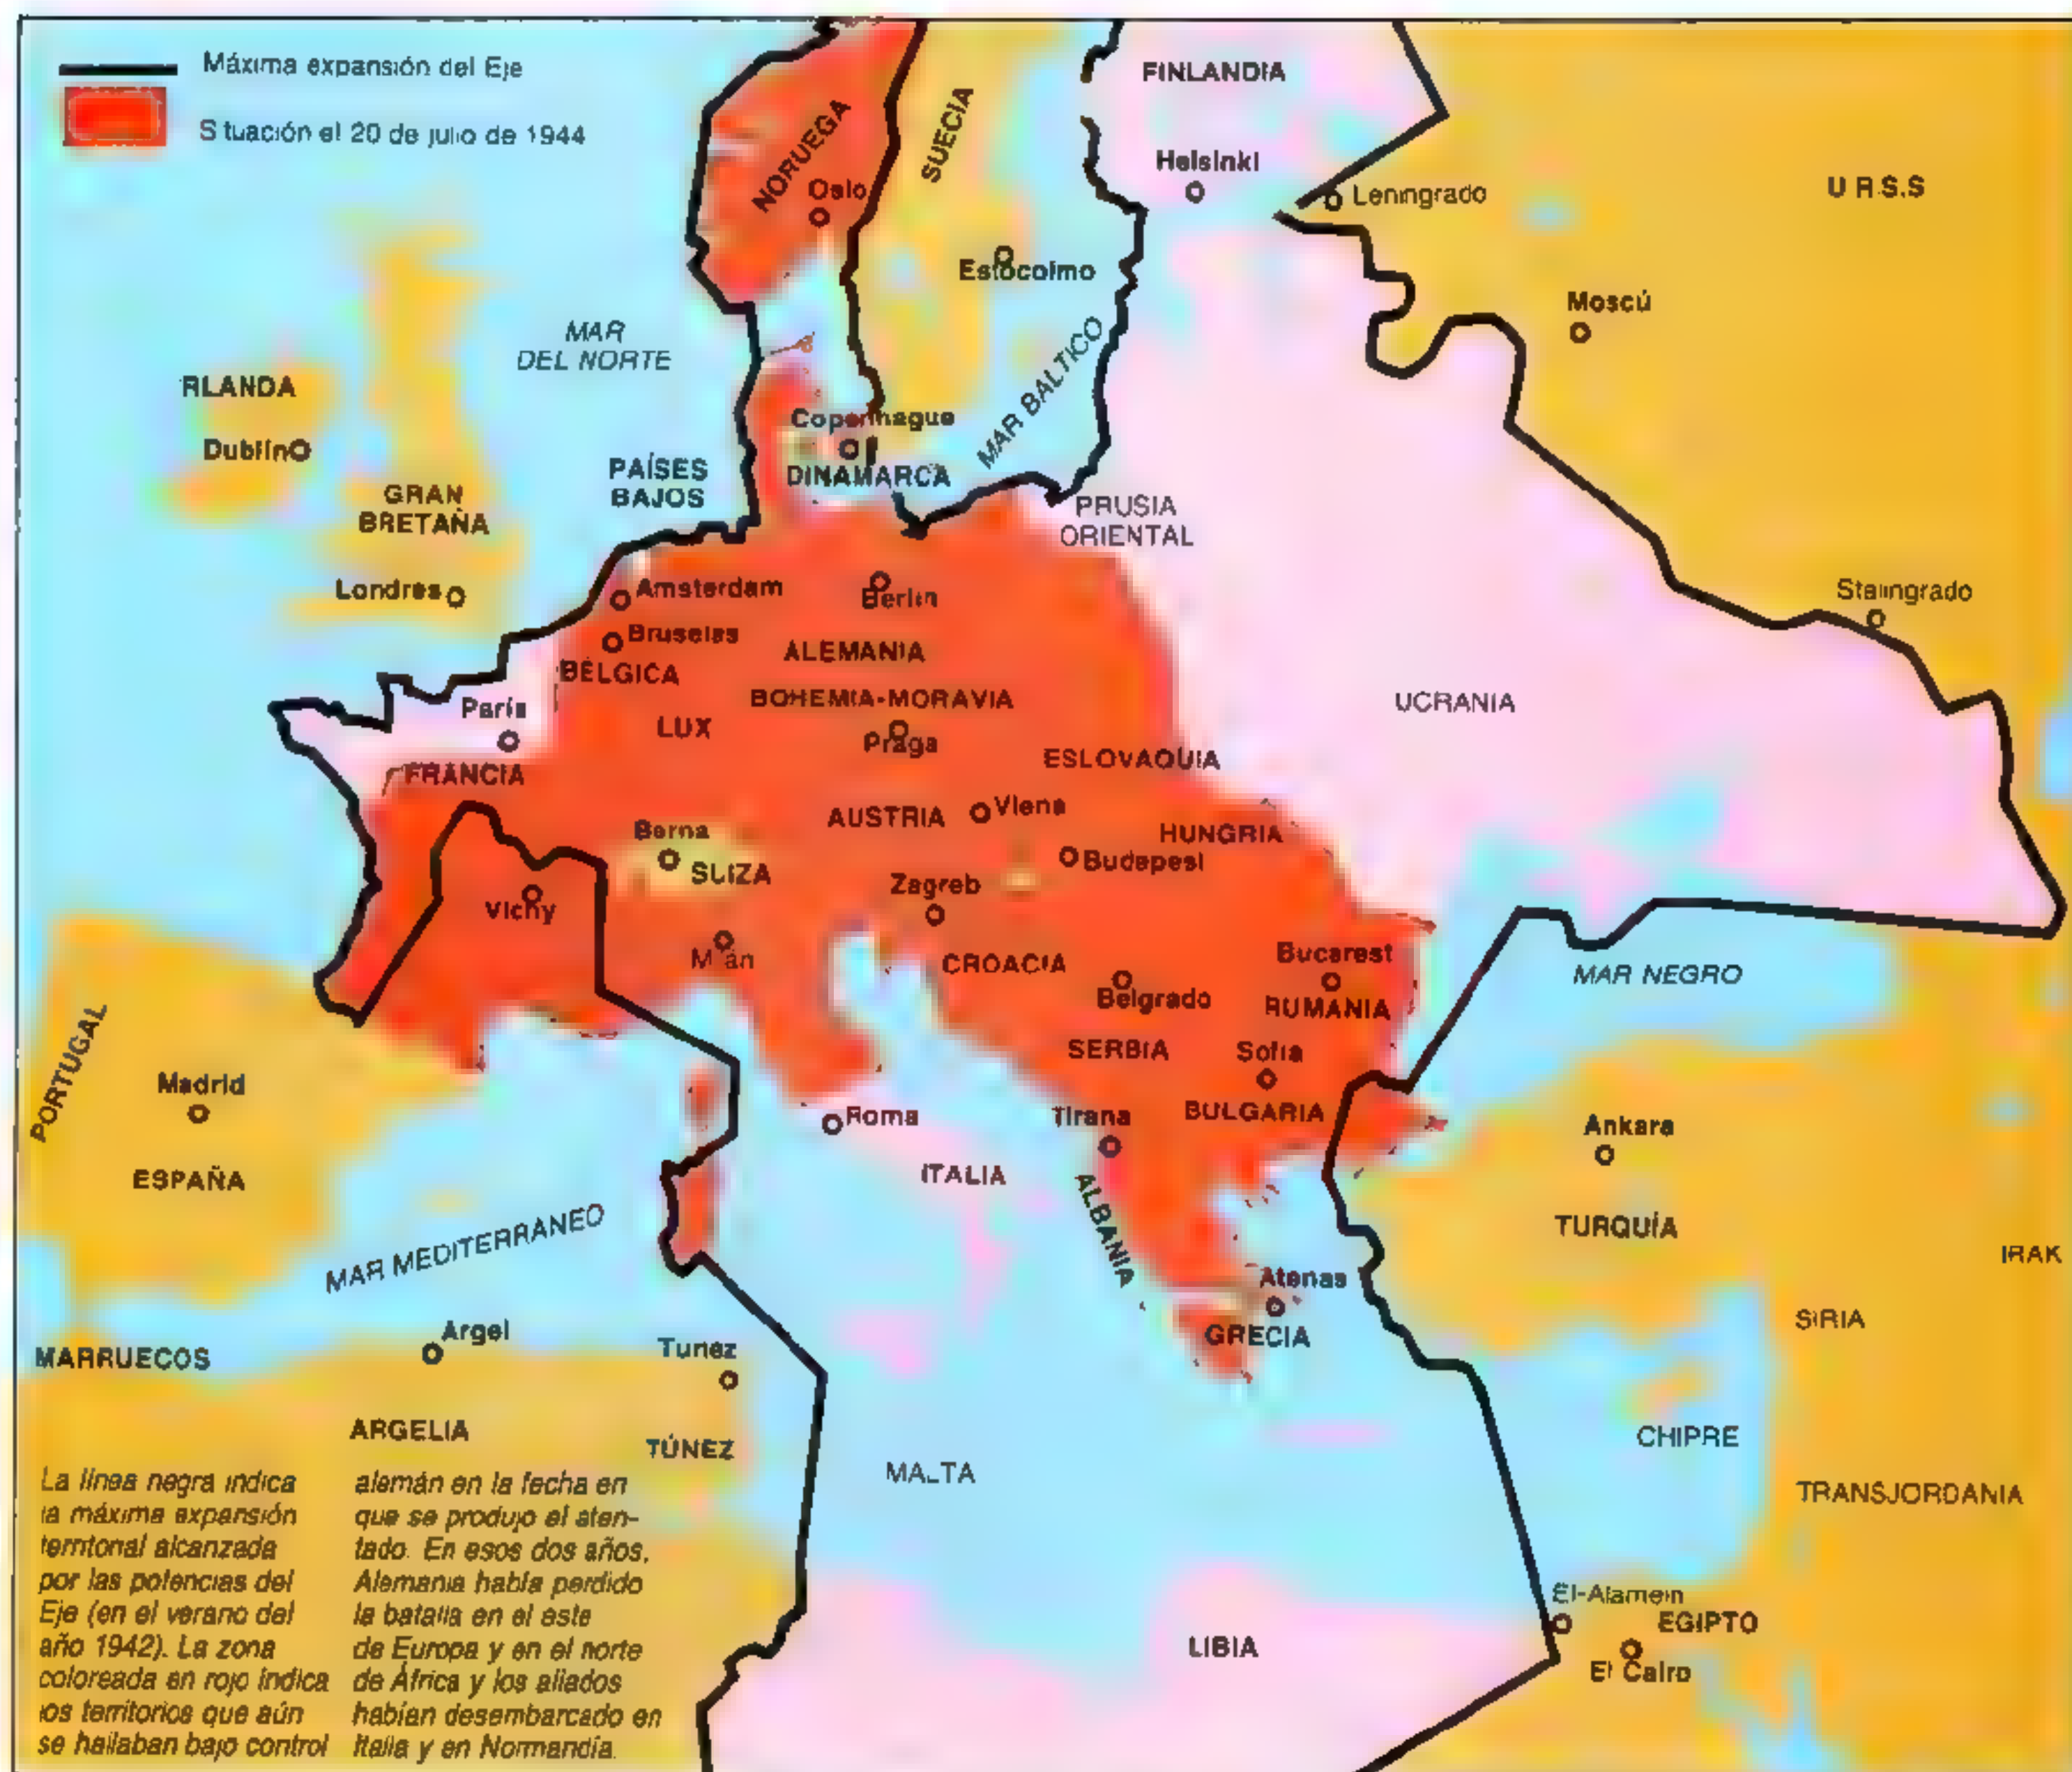 Máxima expansión del Eje
Situación el 20 de julio de 1944
NORUEGA
Oslo
SUECIA
Estocolmo
FINLANDIA
Helsinki
Leningrado
U.R.S.S
Moscú
MAR
DEL NORTE
MAR BALTICO
RLANDA
Dublín
GRAN
BRETAÑA
Londres
PAÍSES
BAJOS
Copenhague
DINAMARCA
PRUSIA
ORIENTAL
Amsterdam
Berlín
Bruselas
BÉLGICA
ALEMANIA
BOHEMIA-MORAVIA
LUX
Praga
París
FRANCIA
ESLOVAQUIA
UCRANIA
Stalingrado
AUSTRIA
Viena
HUNGRIA
Budapest
Berna
SUIZA
Zagreb
Vichy
Milán
CROACIA
Belgrado
Bucarest
RUMANIA
MAR NEGRO
SERBIA
Sofía
BULGARIA
PORTUGAL
Madrid
ESPAÑA
Roma
ITALIA
Tirana
ALBANIA
Ankara
TURQUÍA
IRAK
SIRIA
MAR MEDITERRANEO
Atenas
GRECIA
MARRUECOS
Argel
ARGELIA
Tunez
TÚNEZ
MALTA
CHIPRE
TRANSJORDANIA
El-Alamein
EGIPTO
El Cairo
LIBIA
La línea negra indica
la máxima expansión
territorial alcanzada
por las potencias del
Eje (en el verano del
año 1942). La zona
coloreada en rojo indica
los territorios que aún
se hallaban bajo control
alemán en la fecha en
que se produjo el aten-
tado. En esos dos años,
Alemania había perdido
la batalla en el este
de Europa y en el norte
de África y los aliados
habían desembarcado en
Italia y en Normandía.